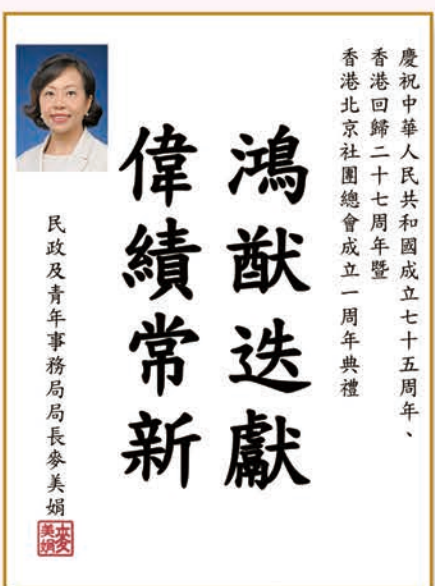 慶祝中華人民共和國成立七十五周年、
香港回歸二十七周年暨
香港北京社團總會成立一周年典禮
鴻猷迭獻
偉績常新
民政及青年事務局局長麥美娟
麥美娟